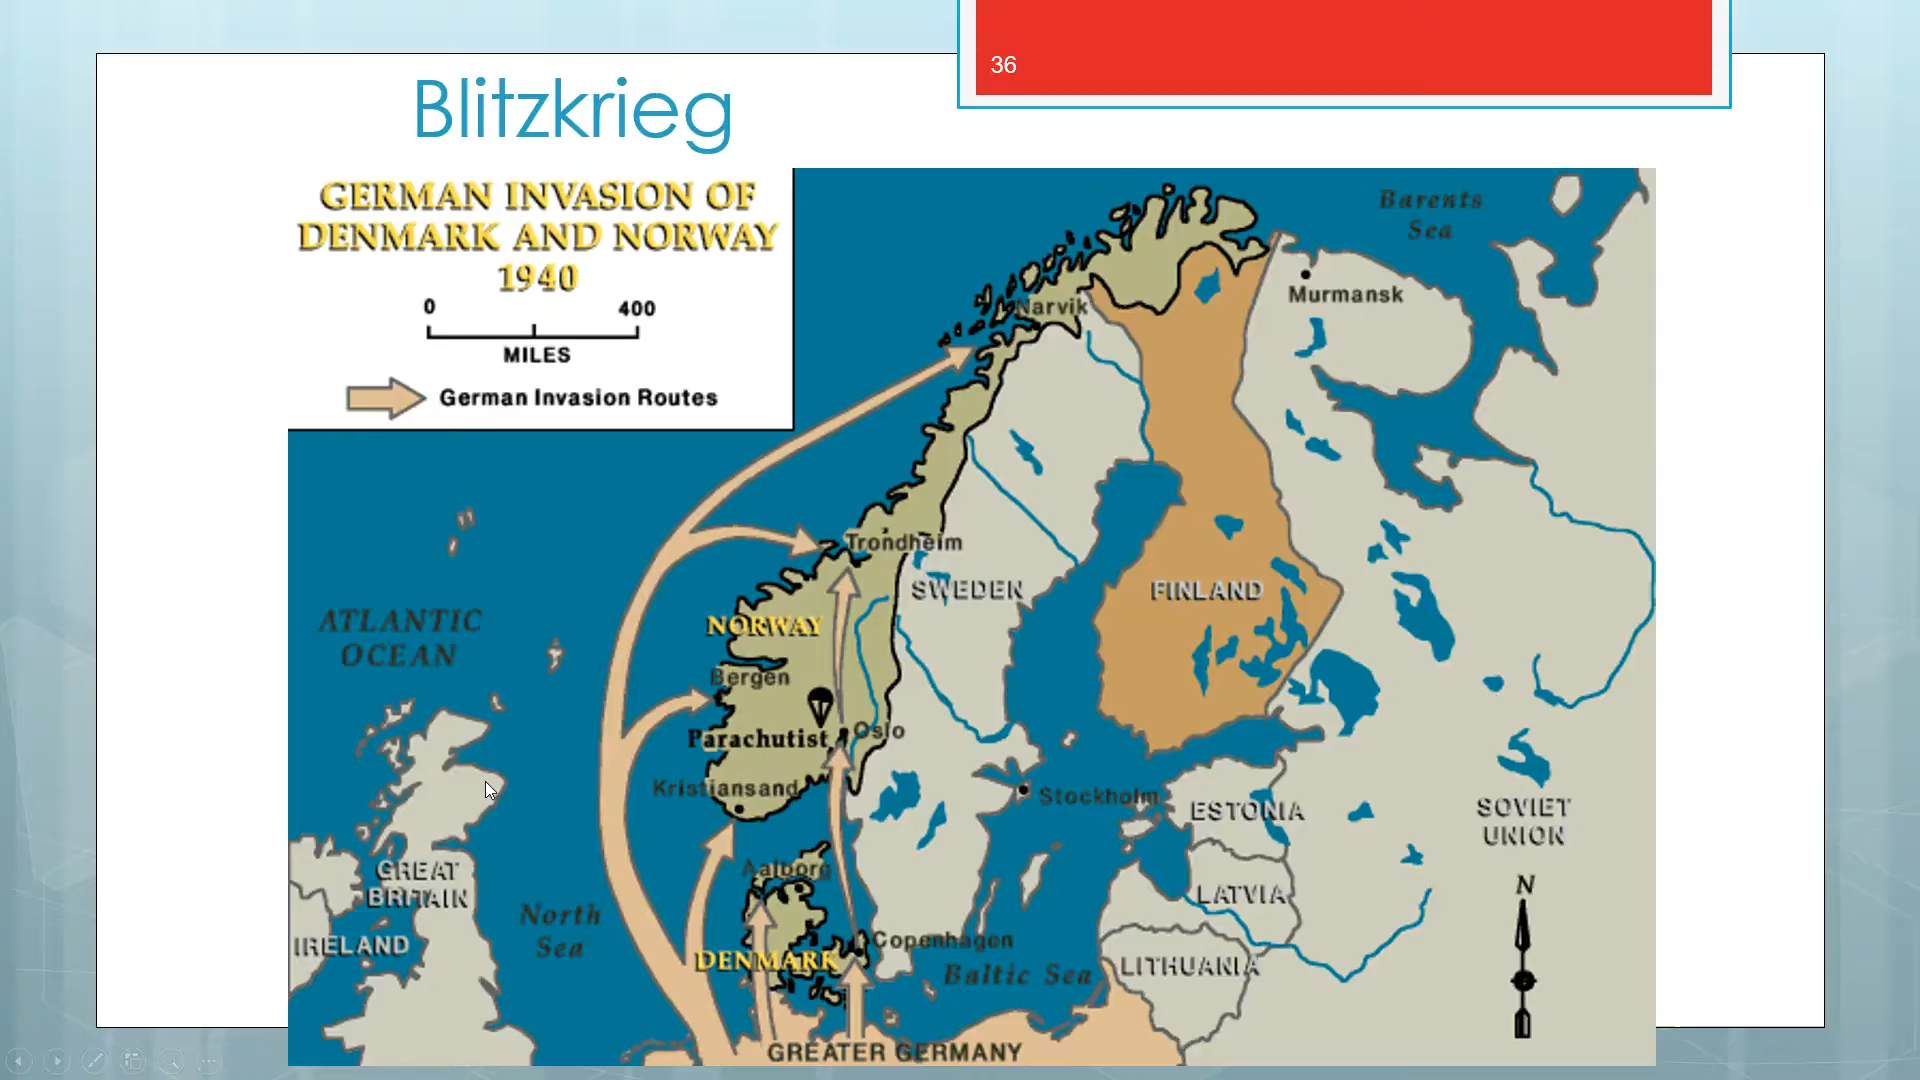 36
Blitzkrieg
GERMAN INVASION OF
DENMARK AND NORWAY
1940
0 400
MILES
German Invasion Routes
Barents
Sea
Murmansk
Narvik
Trondheim
SWEDEN
FINLAND
ATLANTIC
OCEAN
NORWAY
Bergen
Parachutist
Oslo
Kristiansand
Stockholm
ESTONIA
SOVIET
UNION
GREAT
BRITAIN
Aalborg
LATVIA
N
North
Sea
IRELAND
Copenhagen
DENMARK
Baltic Sea
LITHUANIA
GREATER GERMANY